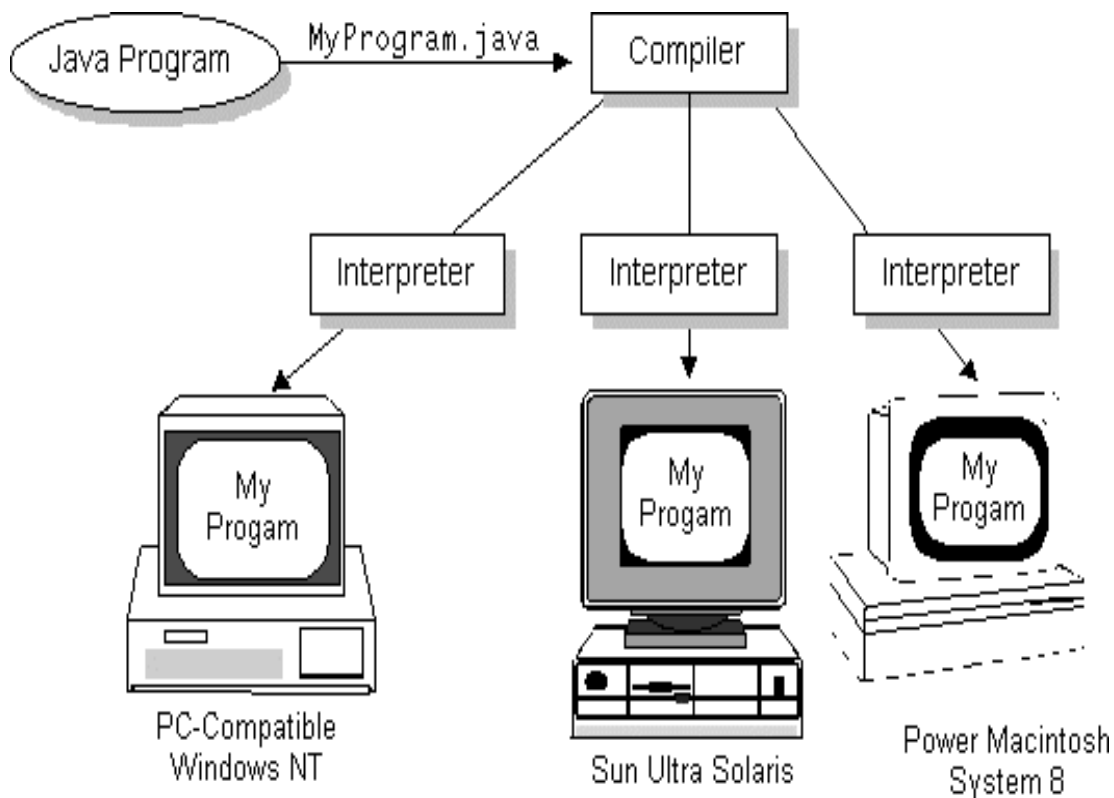 Java Program
MyProgram.java
Compiler
Interpreter
Interpreter
Interpreter
My
Progam
My
Progam
My
Progam
PC-Compatible
Windows NT
Sun Ultra Solaris
Power Macintosh
System 8